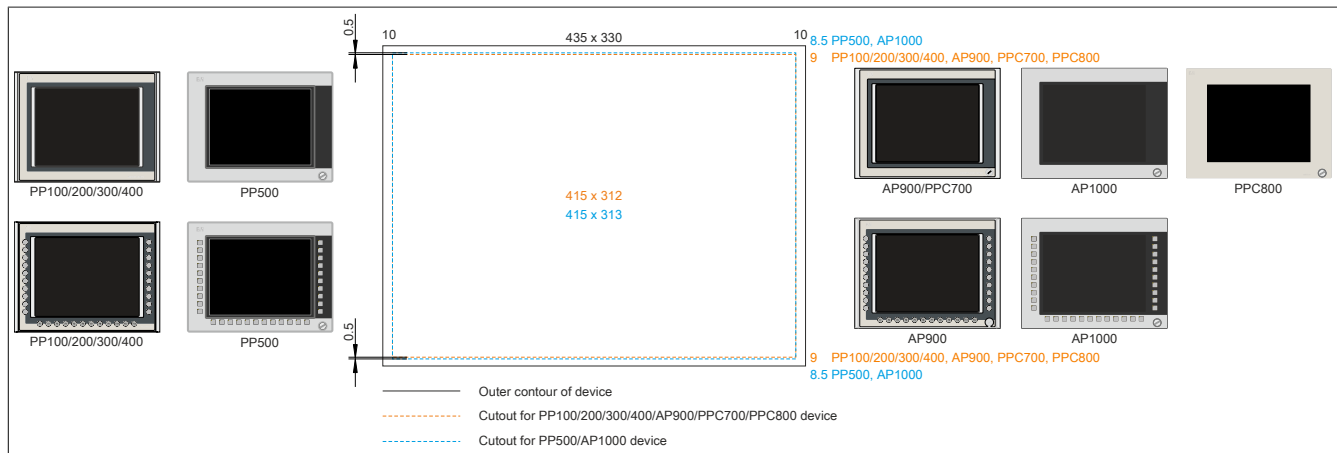 0.5
10
435 x 330
10
8.5 PP500, AP1000
9 PP100/200/300/400, AP900, PPC700, PPC800
PP100/200/300/400
PP500
AP900/PPC700
AP1000
PPC800
415 x 312
415 x 313
PP100/200/300/400
PP500
AP900
AP1000
0.5
9 PP100/200/300/400, AP900, PPC700, PPC800
8.5 PP500, AP1000
Outer contour of device
Cutout for PP100/200/300/400/AP900/PPC700/PPC800 device
Cutout for PP500/AP1000 device